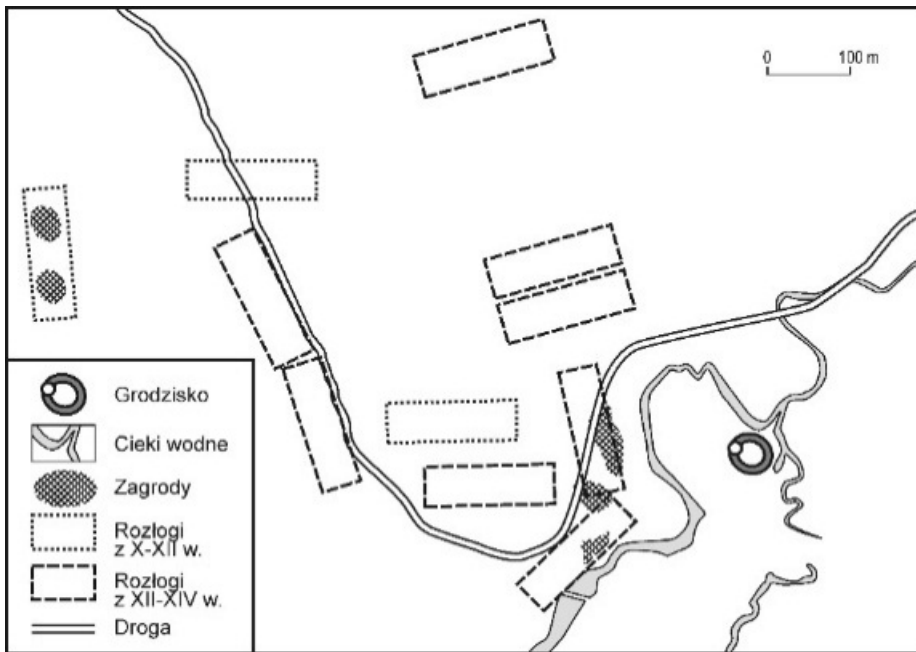 0 100 m
Grodzisko
Cieki wodne
Zagrody
Rozłogi
z X-XII w.
Rozłogi
z XII-XIV w.
Droga